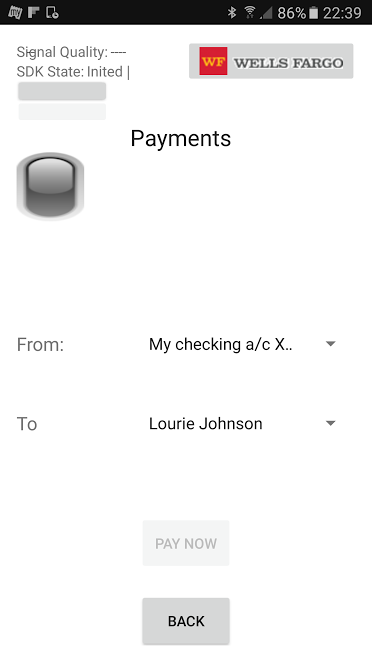 86% 22:39
Signal Quality: ----
SDK State: Inited |
WF WELLS FARGO
Payments
From: My checking a/c X..
To Lourie Johnson
PAY NOW
BACK